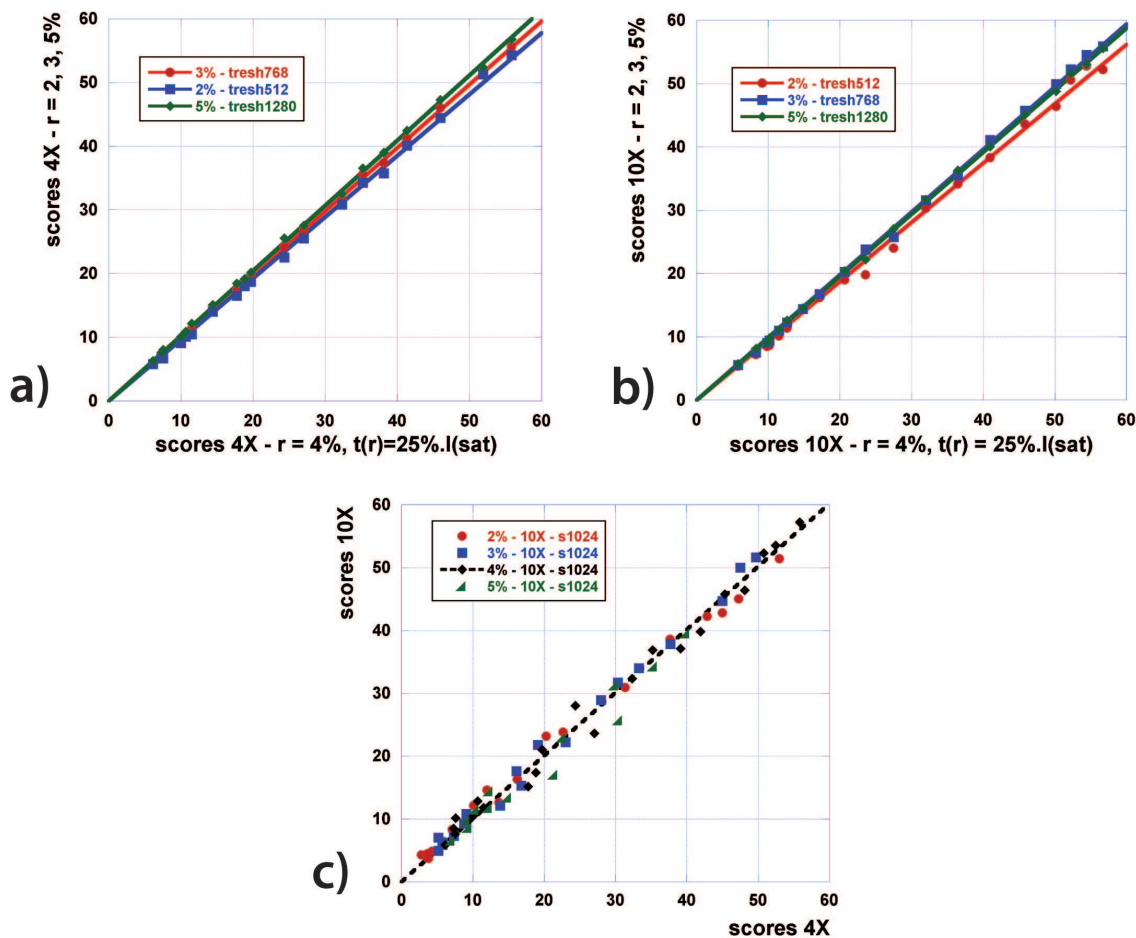 60
50
40
30
20
10
0
scores 4X - r = 2, 3, 5%
3% - tresh768
2% - tresh512
5% - tresh1280
0 10 20 30 40 50 60
scores 4X - r = 4%, t(r)=25%.I(sat)
a)
60
50
40
30
20
10
0
scores 10X - r = 2, 3, 5%
2% - tresh512
3% - tresh768
5% - tresh1280
0 10 20 30 40 50 60
scores 10X - r = 4%, t(r) = 25%.I(sat)
b)
60
50
40
30
20
10
0
scores 10X
2% - 10X - s1024
3% - 10X - s1024
4% - 10X - s1024
5% - 10X - s1024
0 10 20 30 40 50 60
scores 4X
c)